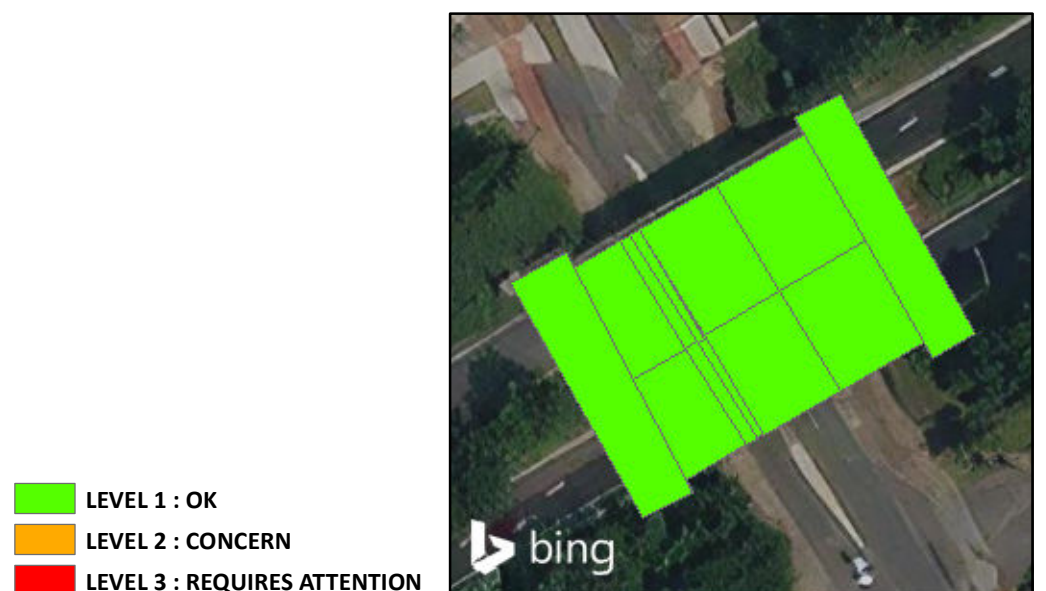 LEVEL 1 : OK
LEVEL 2 : CONCERN
LEVEL 3 : REQUIRES ATTENTION
bing